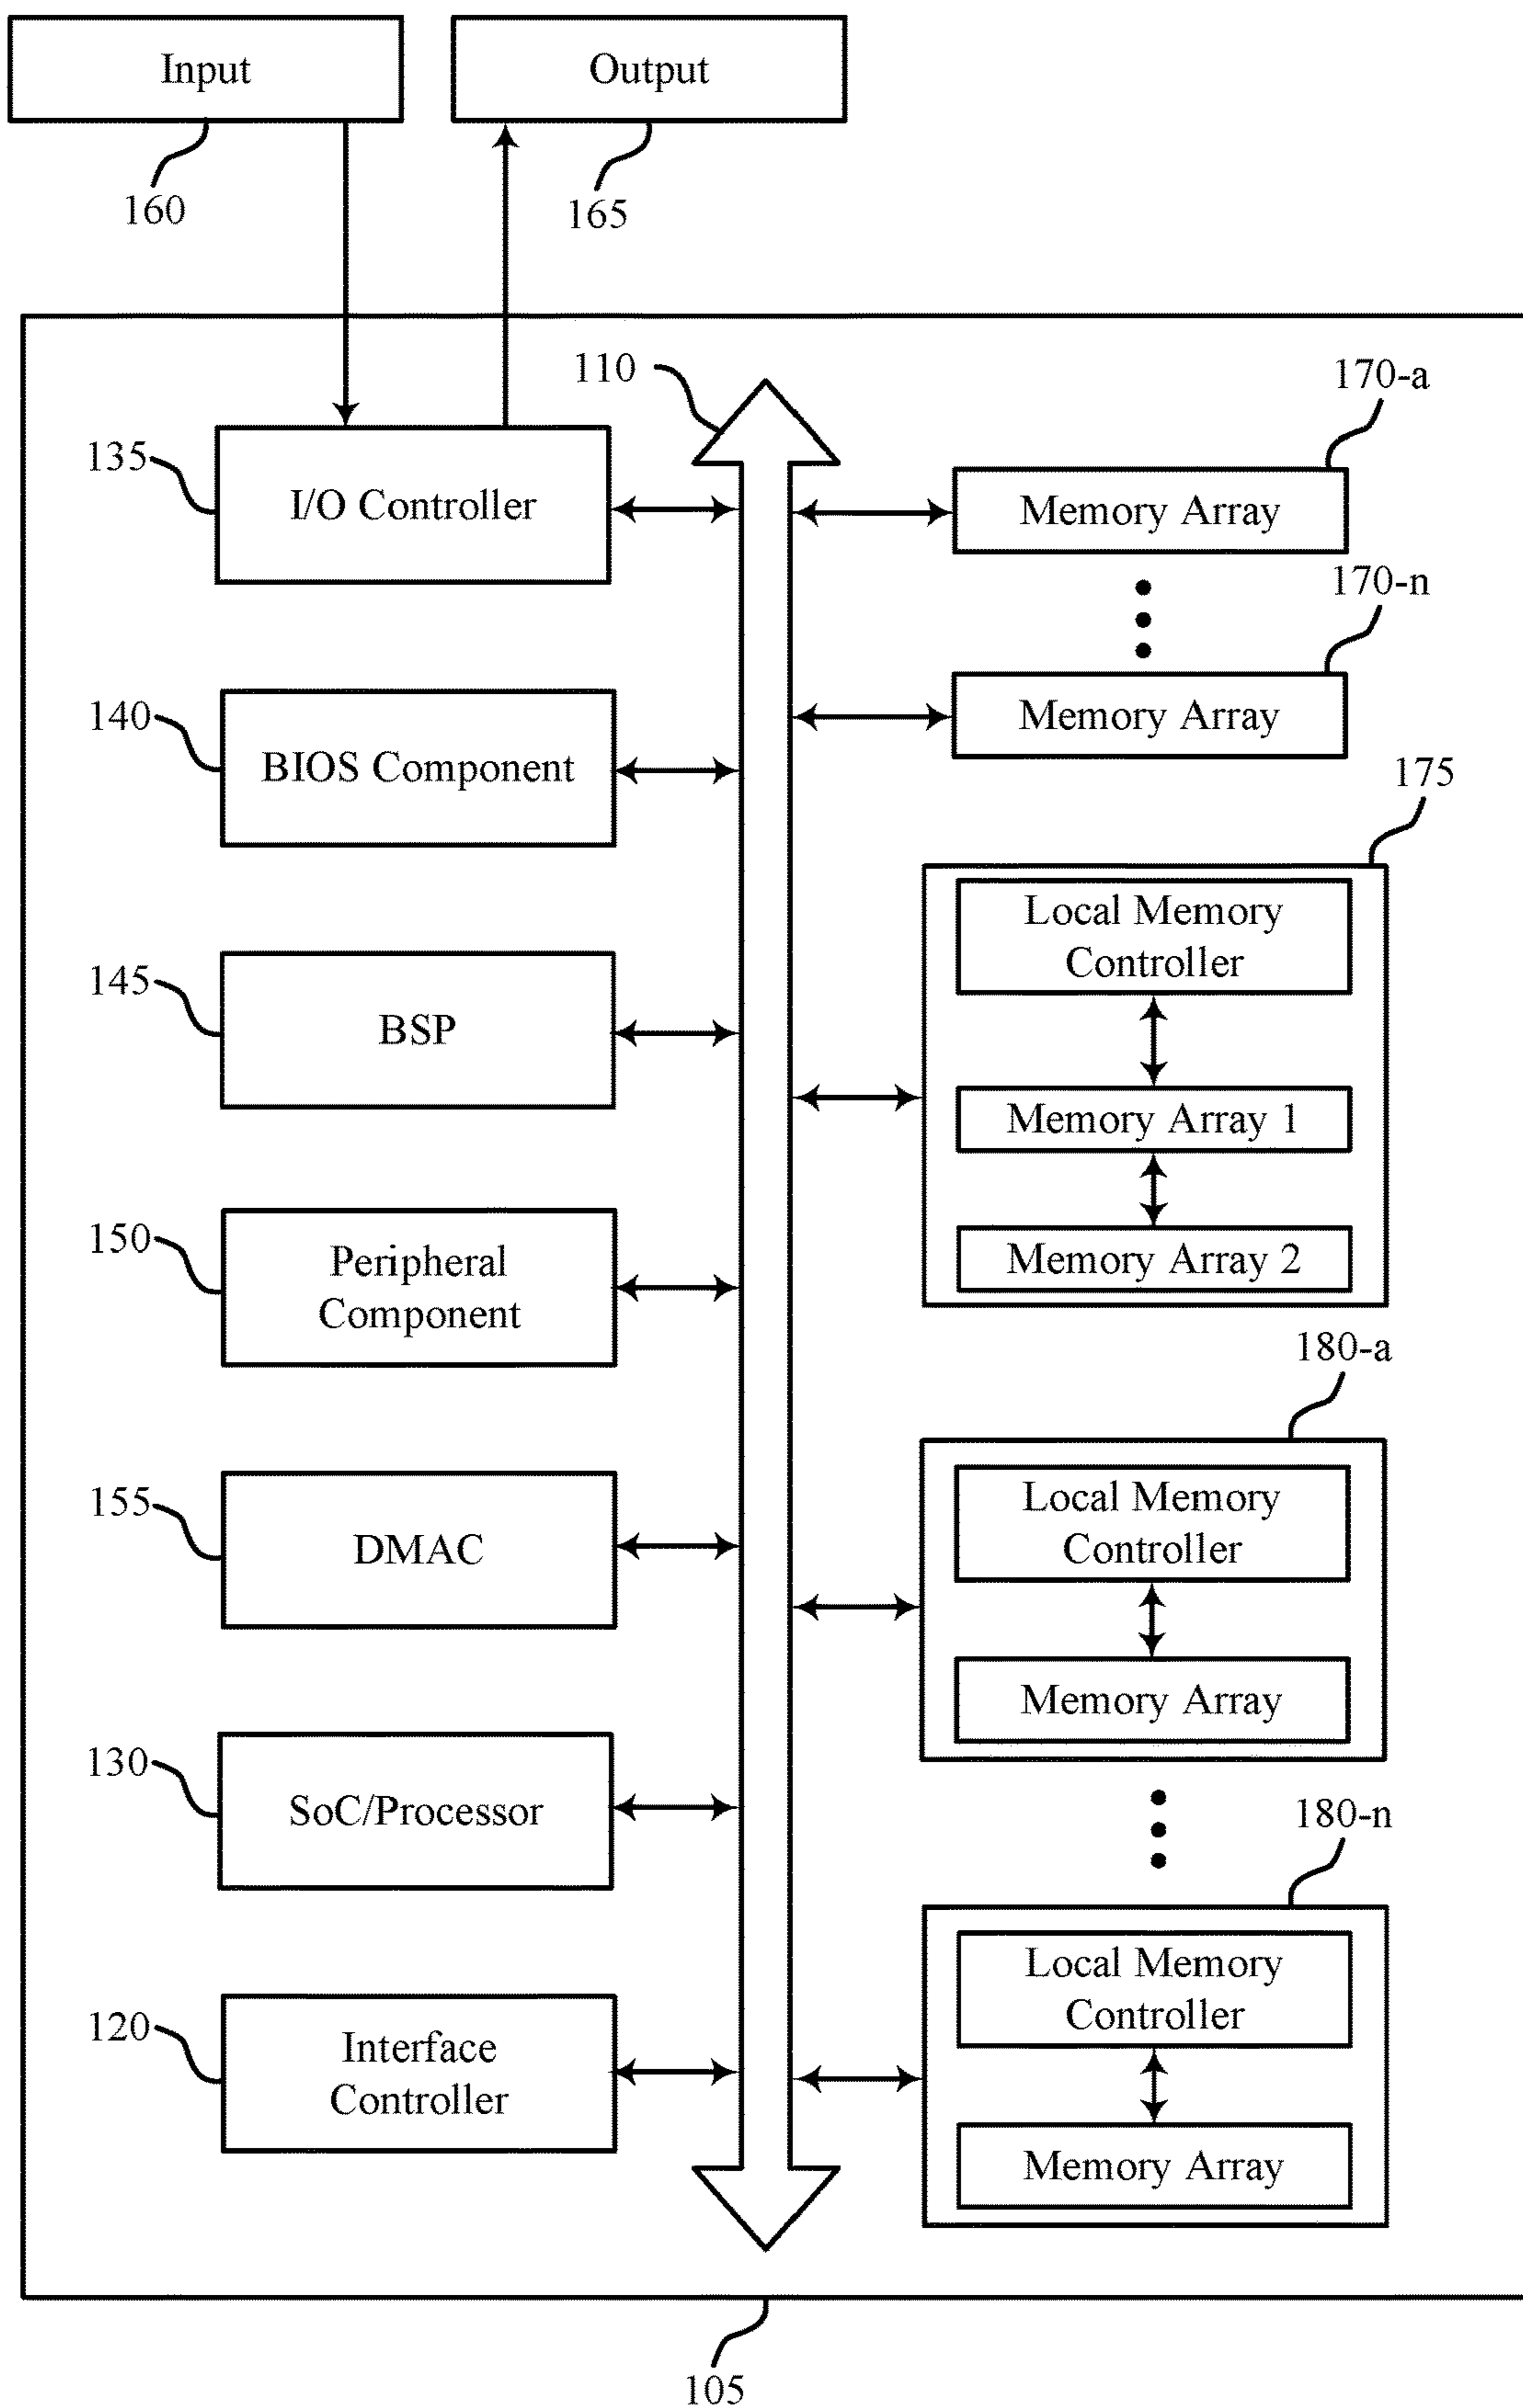 Input
Output
160
165
110
170-a
135
I/O Controller
Memory Array
170-n
140
BIOS Component
Memory Array
175
145
BSP
Local Memory
Controller
Memory Array 1
150
Peripheral
Component
Memory Array 2
180-a
155
DMAC
Local Memory
Controller
Memory Array
130
SoC/Processor
180-n
120
Interface
Controller
Local Memory
Controller
Memory Array
105